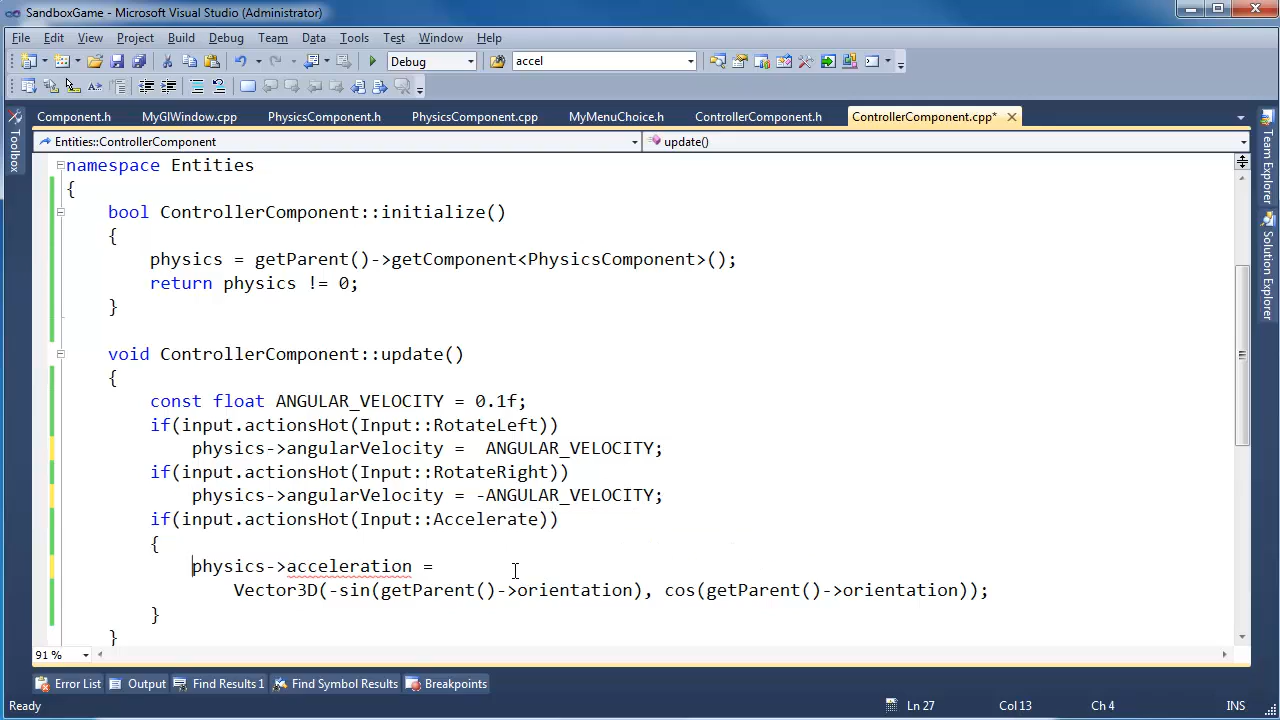 SandboxGame - Microsoft Visual Studio (Administrator)
File Edit View Project Build Debug Team Data Tools Test Window Help
Debug accel
Component.h MyGlWindow.cpp PhysicsComponent.h PhysicsComponent.cpp MyMenuChoice.h ControllerComponent.h ControllerComponent.cpp*
Entities::ControllerComponent update()
Toolbox
Team Explorer
Solution Explorer
namespace Entities
{
bool ControllerComponent::initialize()
{
physics = getParent()->getComponent<PhysicsComponent>();
return physics != 0;
}
void ControllerComponent::update()
{
const float ANGULAR_VELOCITY = 0.1f;
if(input.actionsHot(Input::RotateLeft))
physics->angularVelocity =  ANGULAR_VELOCITY;
if(input.actionsHot(Input::RotateRight))
physics->angularVelocity = -ANGULAR_VELOCITY;
if(input.actionsHot(Input::Accelerate))
{
physics->acceleration =
Vector3D(-sin(getParent()->orientation), cos(getParent()->orientation));
}
}
91 %
Error List Output Find Results 1 Find Symbol Results Breakpoints
Ready Ln 27 Col 13 Ch 4 INS